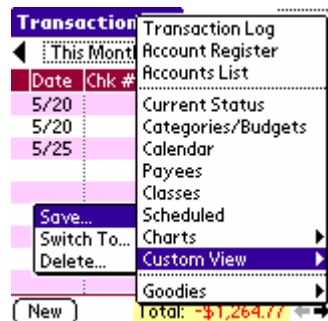 Transaction
Transaction Log
This Mont
Account Register
Accounts List
Date Chk #
5/20
Current Status
5/20
Categories/Budgets
5/25
Calendar
Payees
Classes
Save...
Scheduled
Switch To...
Charts
Delete...
Custom View
Goodies
New
Total: -$1,264.77